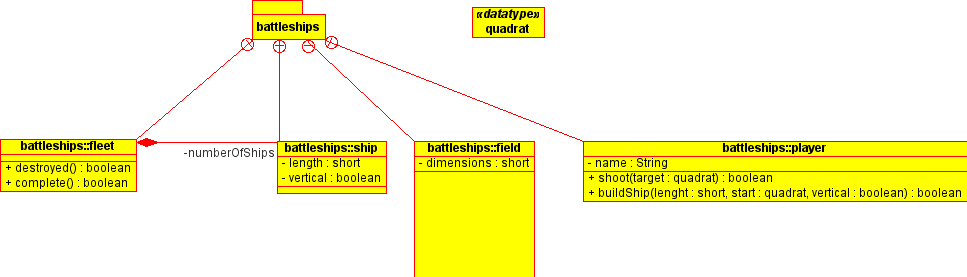 battleships
«datatype»
quadrat
battleships::fleet
+ destroyed() : boolean
+ complete() : boolean
-numberOfShips
battleships::ship
- length : short
- vertical : boolean
battleships::field
- dimensions : short
battleships::player
- name : String
+ shoot(target : quadrat) : boolean
+ buildShip(lenght : short, start : quadrat, vertical : boolean) : boolean